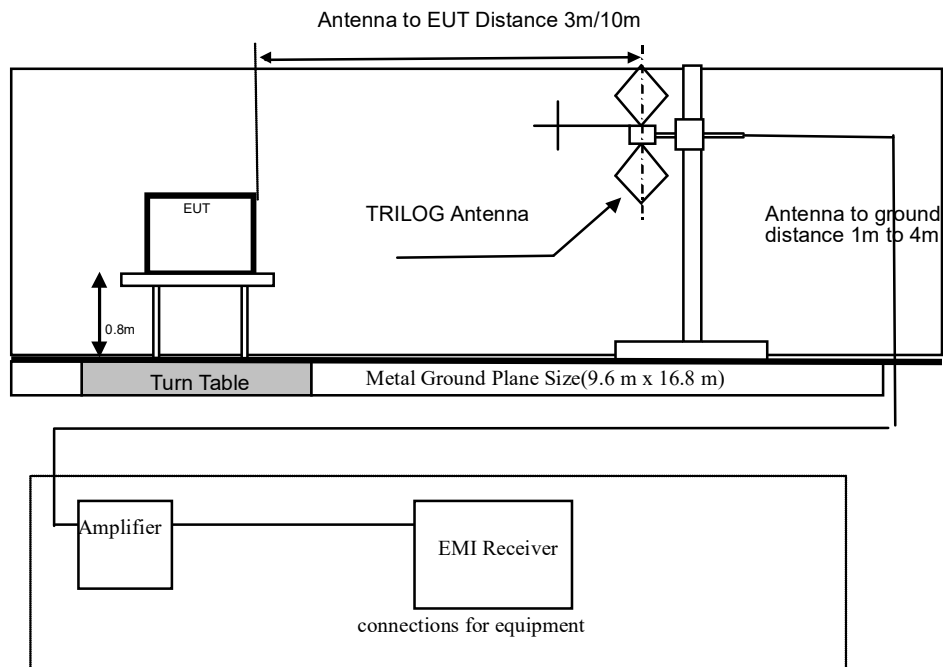 Antenna to EUT Distance 3m/10m
EUT
TRILOG Antenna
Antenna to ground
distance 1m to 4m
0.8m
Turn Table
Metal Ground Plane Size(9.6 m x 16.8 m)
Amplifier
EMI Receiver
connections for equipment